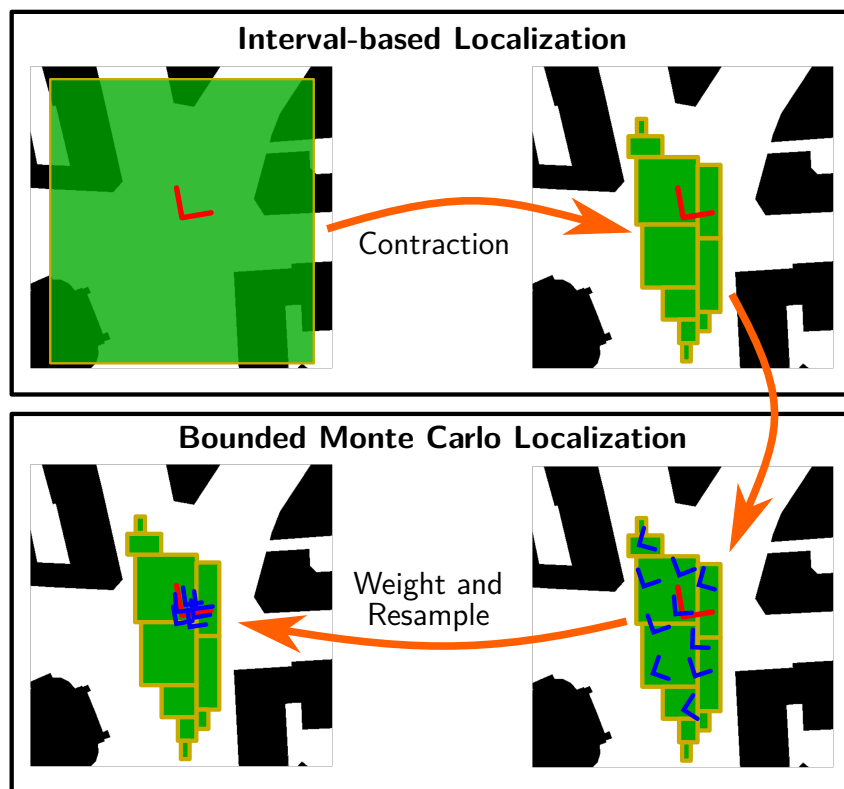 Interval-based Localization
Contraction
Bounded Monte Carlo Localization
Weight and
Resample